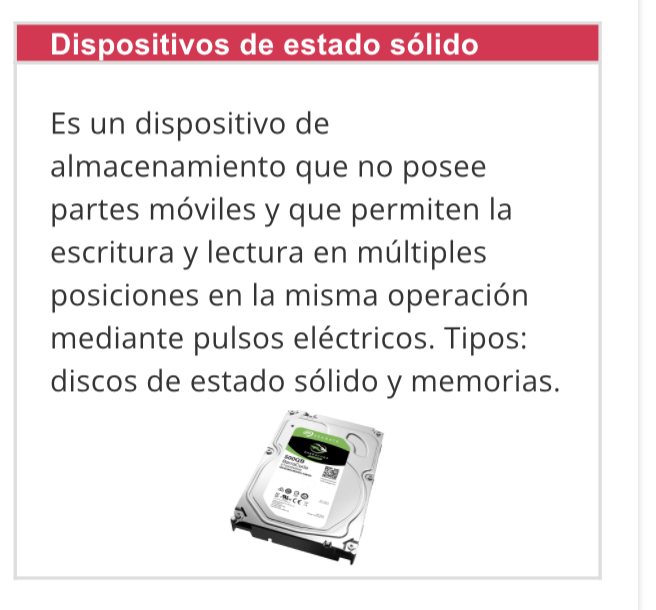 Dispositivos de estado sólido
Es un dispositivo de
almacenamiento que no posee
partes móviles y que permiten la
escritura y lectura en múltiples
posiciones en la misma operación
mediante pulsos eléctricos. Tipos:
discos de estado sólido y memorias.
500GB
BarraCuda